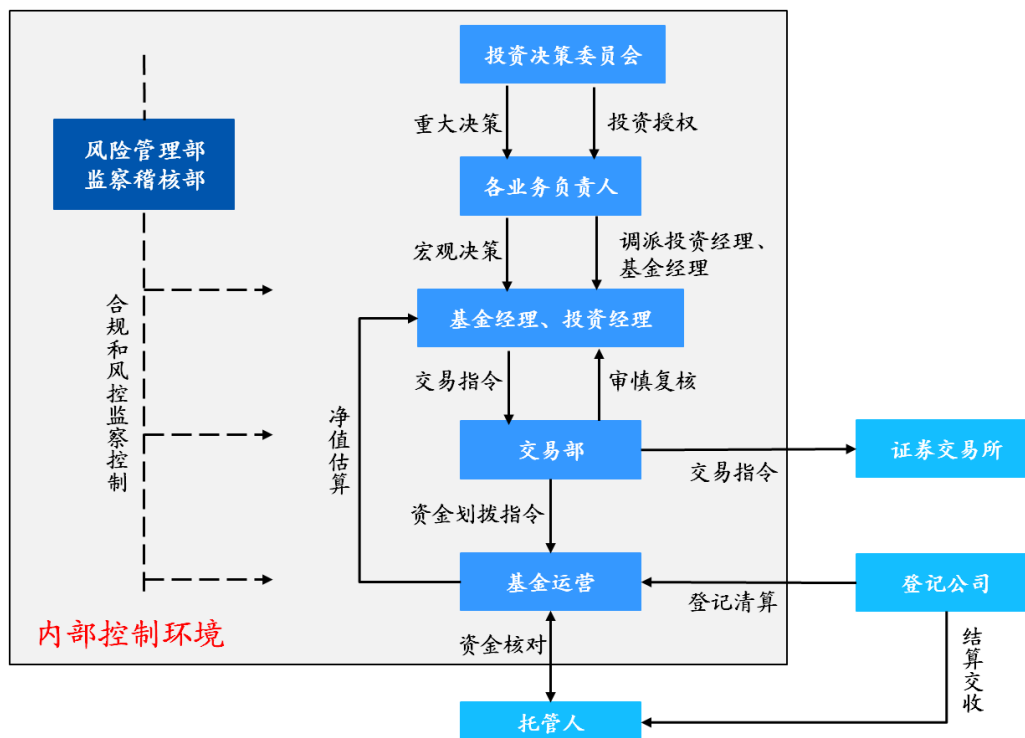 投资决策委员会
重大决策
投资授权
风险管理部
监察稽核部
各业务负责人
宏观决策
调派投资经理、
基金经理
合规和风控监察控制
基金经理、投资经理
交易指令
审慎复核
净值估算
交易部
交易指令
证券交易所
资金划拨指令
基金运营
登记清算
登记公司
内部控制环境
资金核对
结算交收
托管人